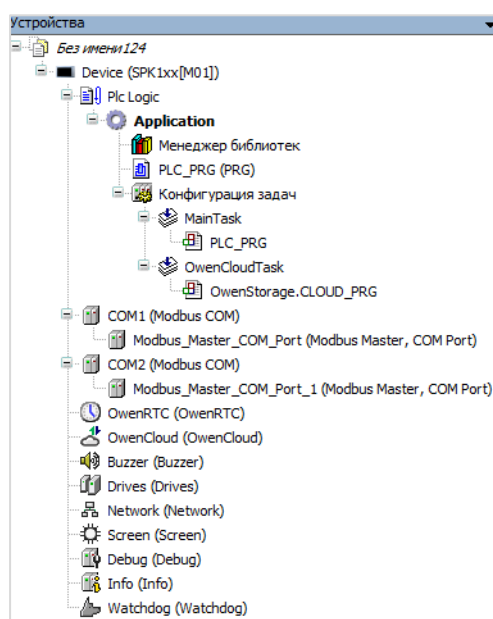 Устройства
Без имени124
Device (SPK1xx[M01])
Plc Logic
Application
Менеджер библиотек
PLC_PRG (PRG)
Конфигурация задач
MainTask
PLC_PRG
OwenCloudTask
OwenStorage.CLOUD_PRG
COM1 (Modbus COM)
Modbus_Master_COM_Port (Modbus Master, COM Port)
COM2 (Modbus COM)
Modbus_Master_COM_Port_1 (Modbus Master, COM Port)
OwenRTC (OwenRTC)
OwenCloud (OwenCloud)
Buzzer (Buzzer)
Drives (Drives)
Network (Network)
Screen (Screen)
Debug (Debug)
Info (Info)
Watchdog (Watchdog)